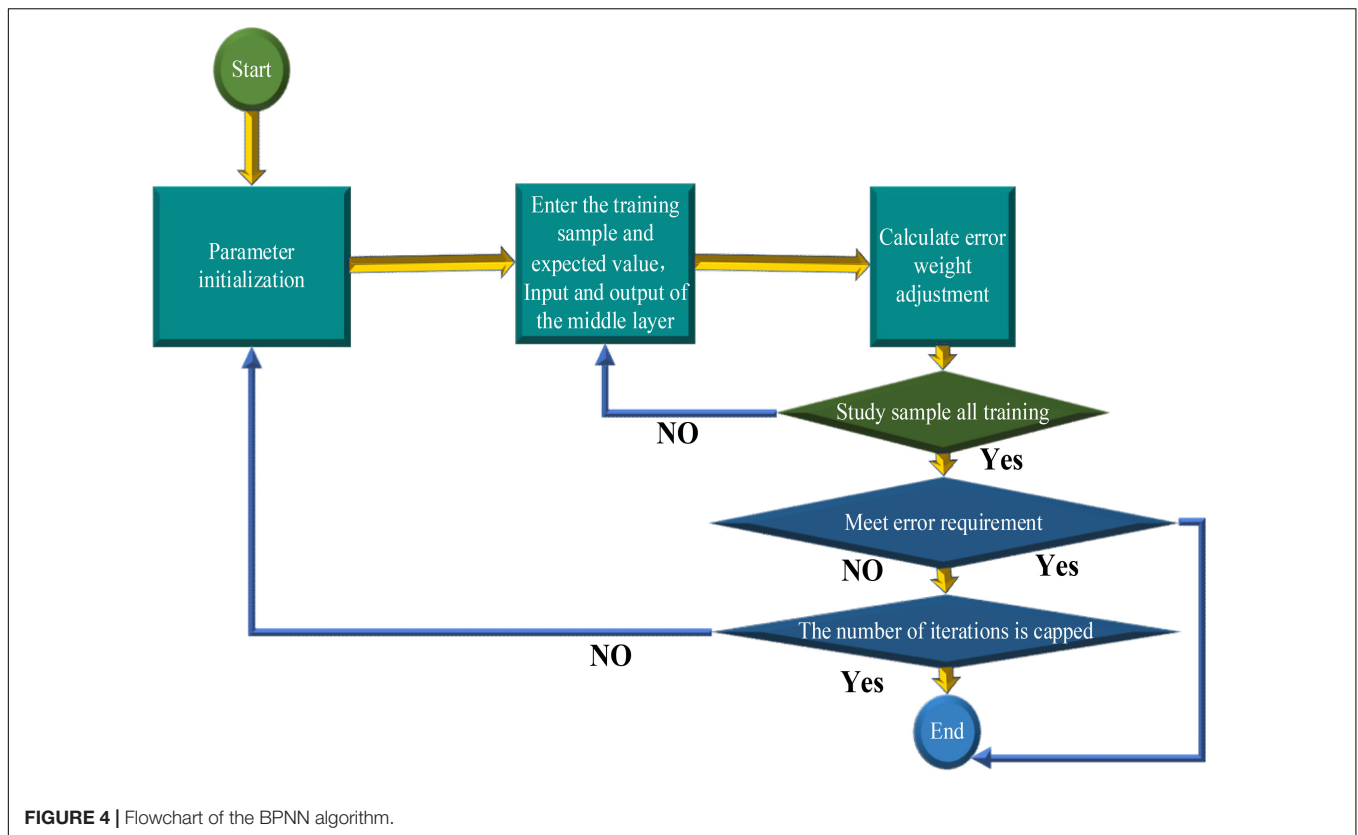 Start
Parameter
initialization
Enter the training
sample and
expected value,
Input and output of
the middle layer
Calculate error
weight
adjustment
Study sample all training
NO
Yes
Meet error requirement
NO
Yes
The number of iterations is capped
NO
Yes
End
FIGURE 4 | Flowchart of the BPNN algorithm.